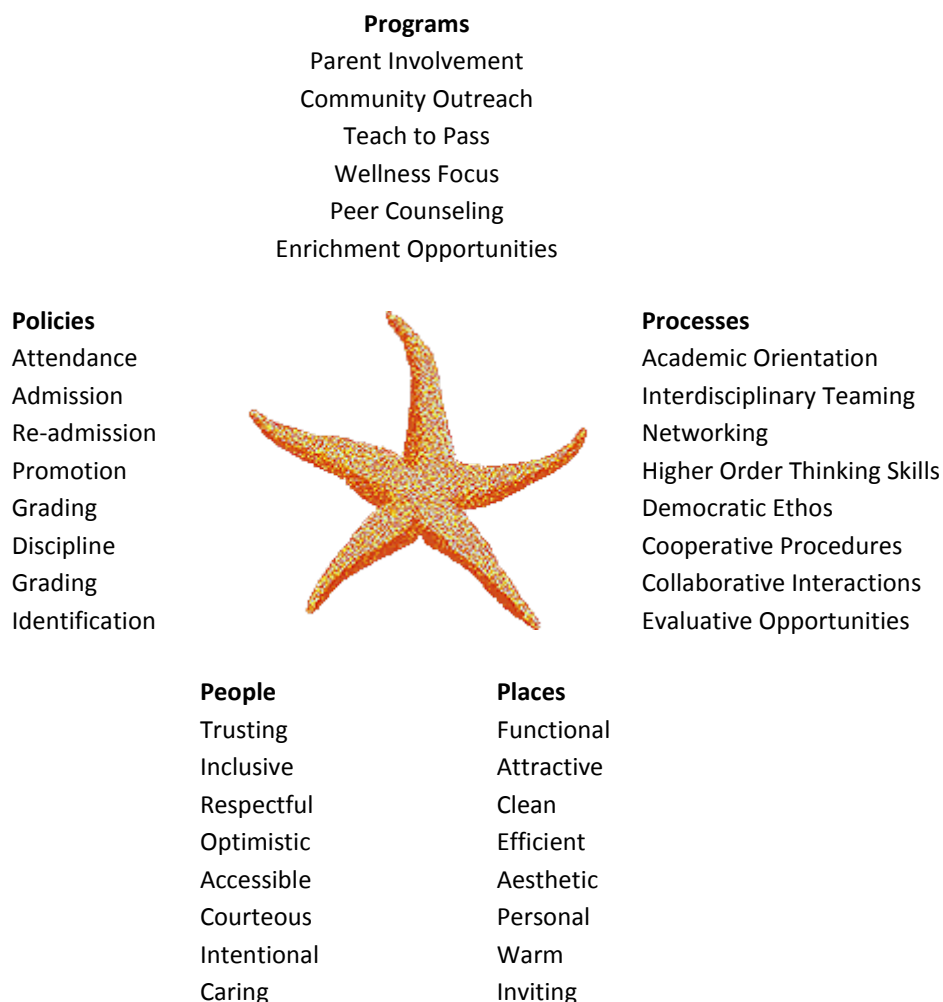 Programs
Parent Involvement
Community Outreach
Teach to Pass
Wellness Focus
Peer Counseling
Enrichment Opportunities
Policies
Attendance
Admission
Re-admission
Promotion
Grading
Discipline
Grading
Identification
Processes
Academic Orientation
Interdisciplinary Teaming
Networking
Higher Order Thinking Skills
Democratic Ethos
Cooperative Procedures
Collaborative Interactions
Evaluative Opportunities
People
Trusting
Inclusive
Respectful
Optimistic
Accessible
Courteous
Intentional
Caring
Places
Functional
Attractive
Clean
Efficient
Aesthetic
Personal
Warm
Inviting